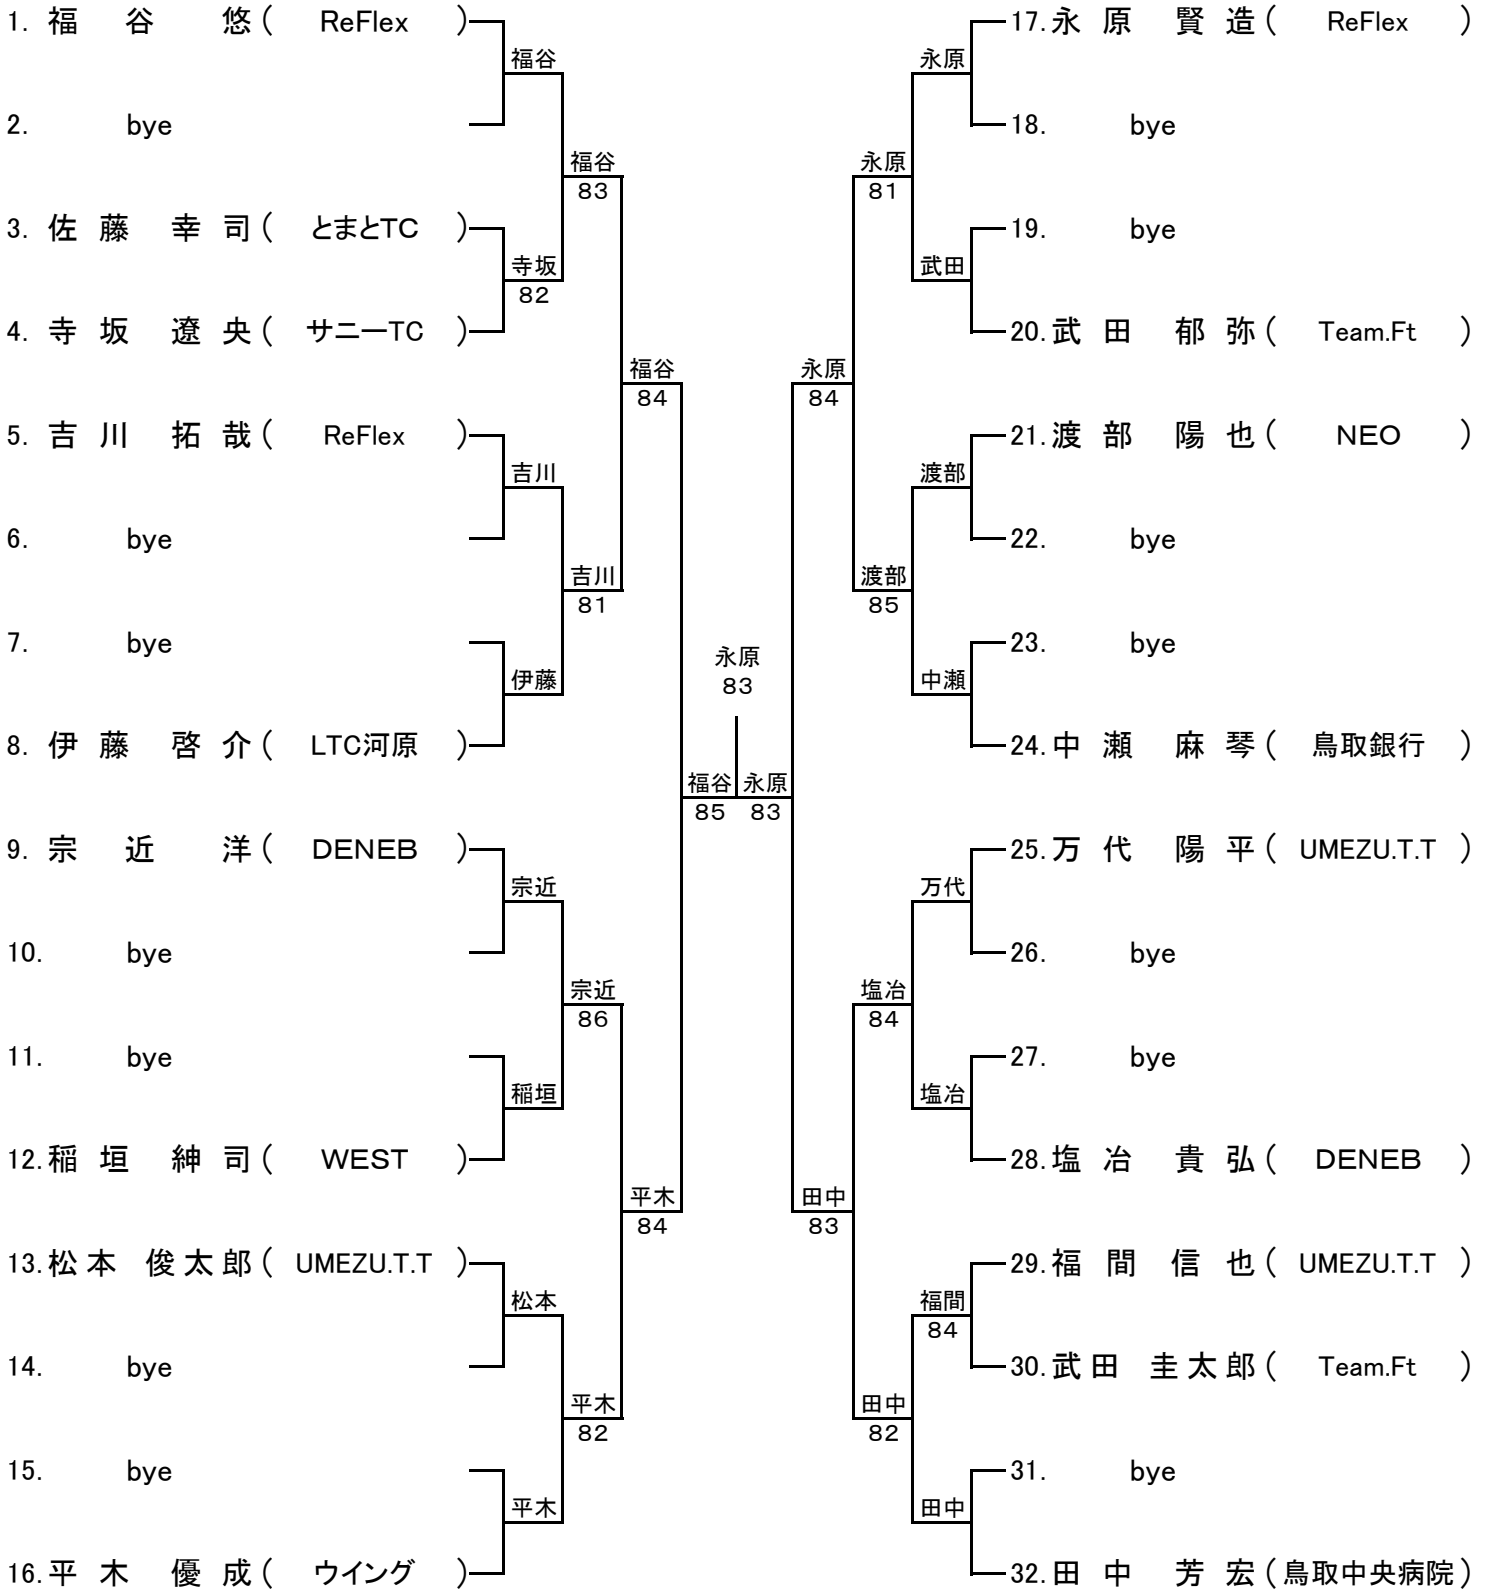 1. 福 谷 悠 ( ReFlex )
福谷
2. bye
福谷
83
3. 佐 藤 幸 司 ( とまとTC )
寺坂
82
4. 寺 坂 遼 央 ( サニーTC )
福谷
84
5. 吉 川 拓 哉 ( ReFlex )
吉川
6. bye
吉川
81
7. bye
伊藤
8. 伊 藤 啓 介 ( LTC河原 )
福谷
85
9. 宗 近 洋 ( DENEB )
宗近
10. bye
宗近
86
11. bye
稲垣
12. 稲 垣 紳 司 ( WEST )
平木
84
13. 松 本 俊 太 郎 ( UMEZU.T.T )
松本
14. bye
平木
82
15. bye
平木
16. 平 木 優 成 ( ウイング )
永原
83
17. 永 原 賢 造 ( ReFlex )
永原
18. bye
永原
81
19. bye
武田
20. 武 田 郁 弥 ( Team.Ft )
永原
84
21. 渡 部 陽 也 ( NEO )
渡部
22. bye
渡部
85
23. bye
中瀬
24. 中 瀬 麻 琴 ( 鳥取銀行 )
永原
83
25. 万 代 陽 平 ( UMEZU.T.T )
万代
26. bye
塩冶
84
27. bye
塩冶
28. 塩 冶 貴 弘 ( DENEB )
田中
83
29. 福 間 信 也 ( UMEZU.T.T )
福間
84
30. 武 田 圭 太 郎 ( Team.Ft )
田中
82
31. bye
田中
32. 田 中 芳 宏 ( 鳥取中央病院 )